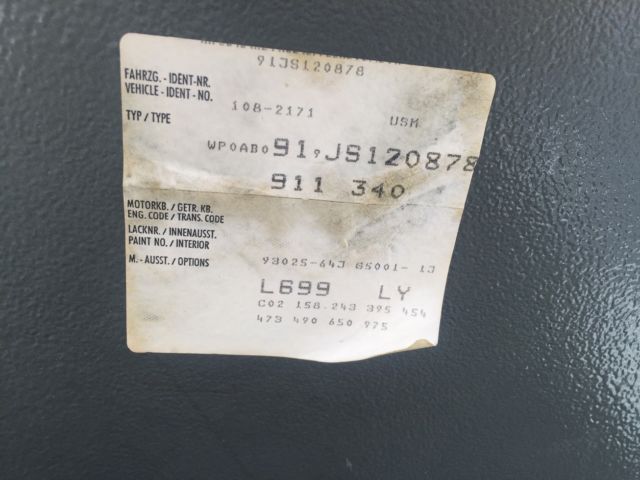 91JS120878
FAHRZG. - IDENT-NR.
VEHICLE - IDENT - NO.
108-2171 USM
TYP / TYPE
WP0AB0 91 JS120878
911 340
MOTORKB. / GETR. KB.
ENG. CODE / TRANS. CODE
LACKNR. / INNENAUSST.
PAINT NO. / INTERIOR
93025-64J 85001- 1J
M. - AUSST. / OPTIONS
L699 LY
C02 158 243 395 454
473 490 650 975